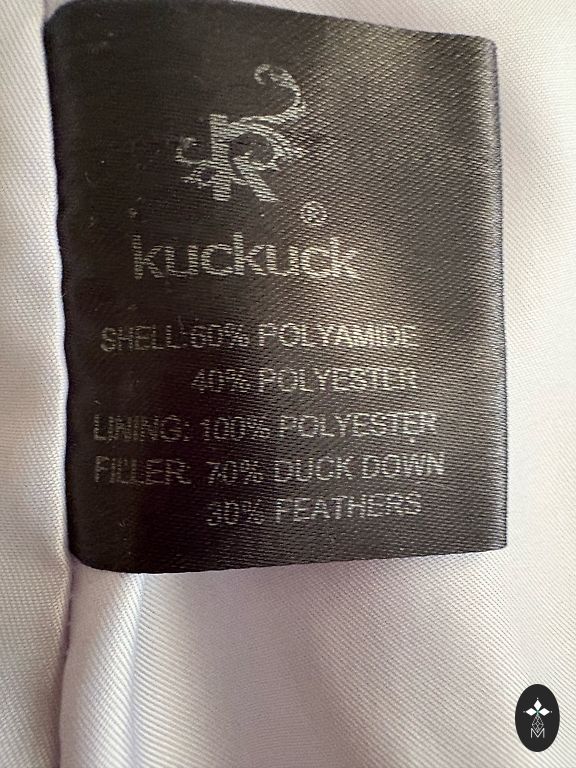 ®
kuckuck
SHELL: 60% POLYAMIDE
40% POLYESTER
LINING: 100% POLYESTER
FILLER: 70% DUCK DOWN
30% FEATHERS